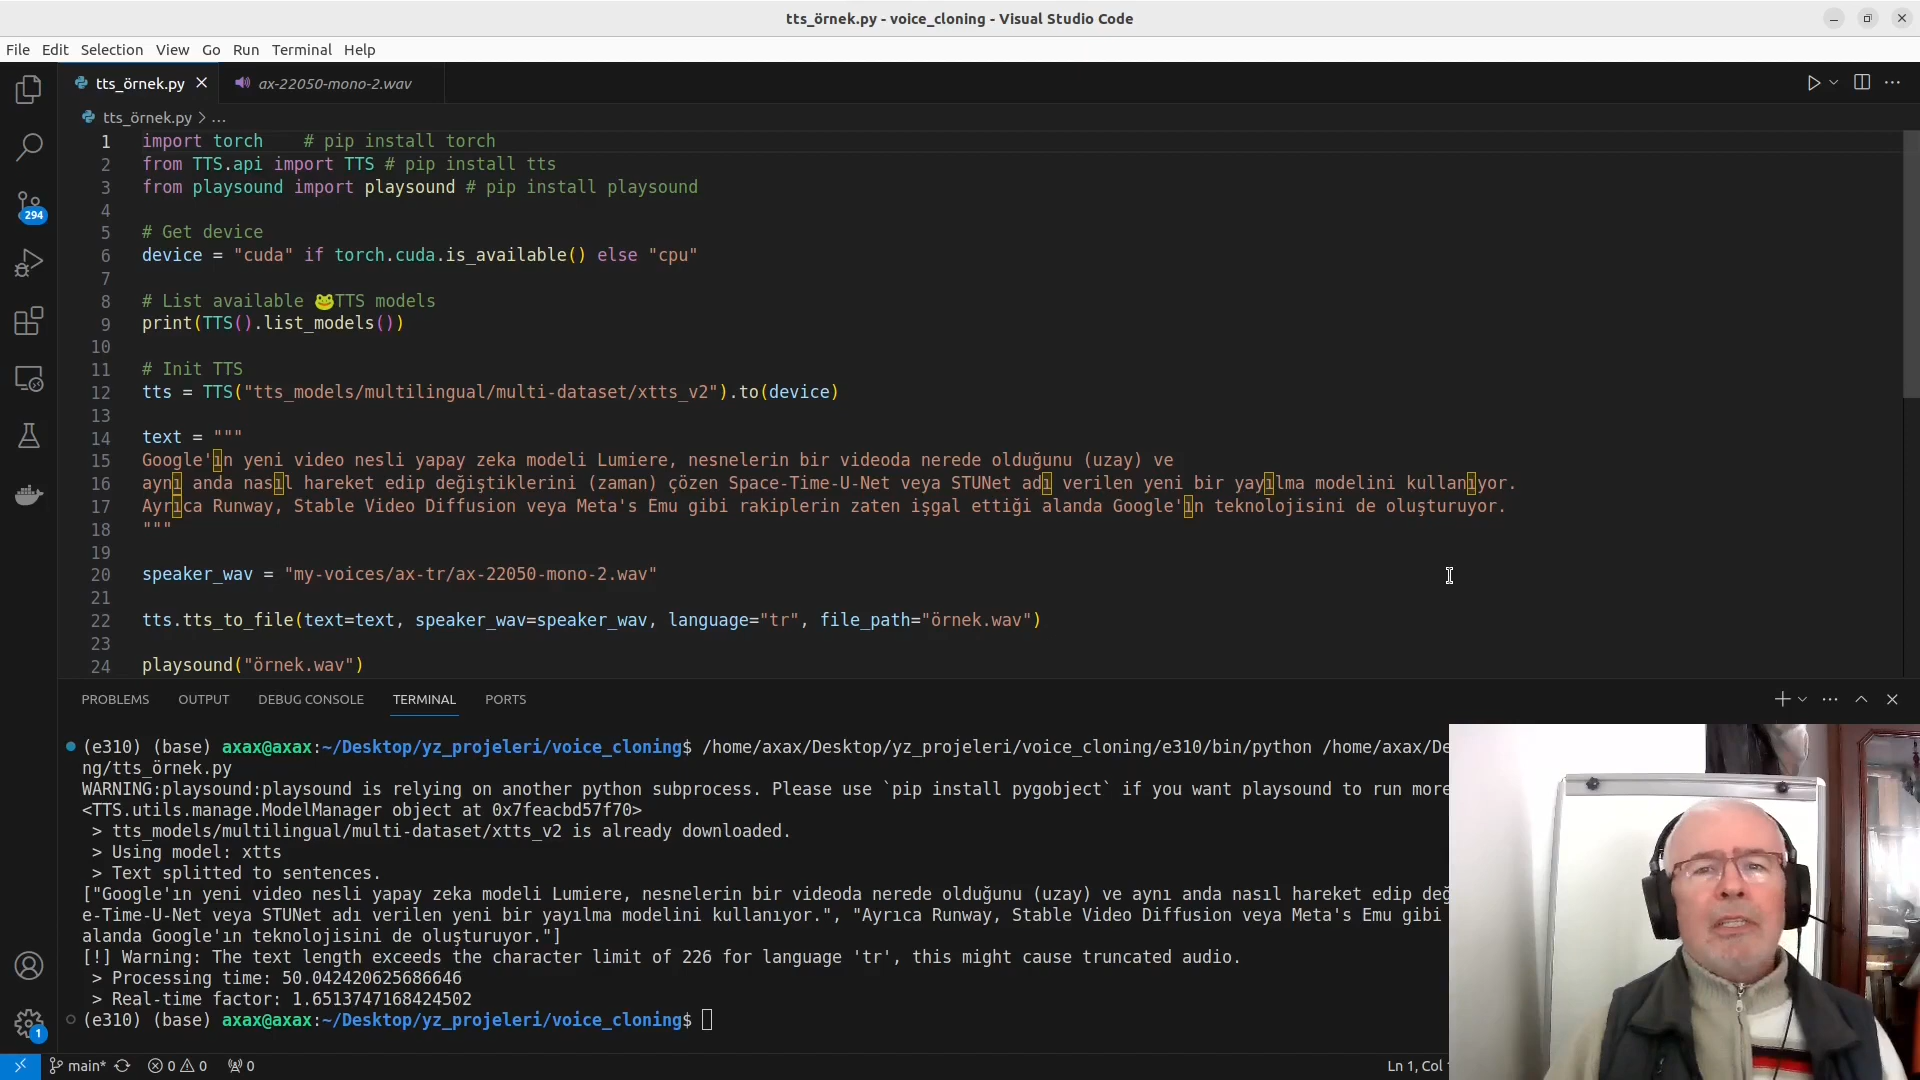 tts_örnek.py - voice_cloning - Visual Studio Code
File Edit Selection View Go Run Terminal Help
tts_örnek.py ax-22050-mono-2.wav
tts_örnek.py > ...
1 import torch    # pip install torch
2 from TTS.api import TTS # pip install tts
3 from playsound import playsound # pip install playsound
4
5 # Get device
6 device = "cuda" if torch.cuda.is_available() else "cpu"
7
8 # List available 🐸TTS models
9 print(TTS().list_models())
10
11 # Init TTS
12 tts = TTS("tts_models/multilingual/multi-dataset/xtts_v2").to(device)
13
14 text = """
15 Google'ın yeni video nesli yapay zeka modeli Lumiere, nesnelerin bir videoda nerede olduğunu (uzay) ve
16 aynı anda nasıl hareket edip değiştiklerini (zaman) çözen Space-Time-U-Net veya STUNet adı verilen yeni bir yayılma modelini kullanıyor.
17 Ayrıca Runway, Stable Video Diffusion veya Meta's Emu gibi rakiplerin zaten işgal ettiği alanda Google'ın teknolojisini de oluşturuyor.
18 """
19
20 speaker_wav = "my-voices/ax-tr/ax-22050-mono-2.wav"
21
22 tts.tts_to_file(text=text, speaker_wav=speaker_wav, language="tr", file_path="örnek.wav")
23
24 playsound("örnek.wav")
294
PROBLEMS OUTPUT DEBUG CONSOLE TERMINAL PORTS
(e310) (base) axax@axax:~/Desktop/yz_projeleri/voice_cloning$ /home/axax/Desktop/yz_projeleri/voice_cloning/e310/bin/python /home/axax/De
ng/tts_örnek.py
WARNING:playsound:playsound is relying on another python subprocess. Please use `pip install pygobject` if you want playsound to run more
<TTS.utils.manage.ModelManager object at 0x7feacbd57f70>
 > tts_models/multilingual/multi-dataset/xtts_v2 is already downloaded.
 > Using model: xtts
 > Text splitted to sentences.
["Google'ın yeni video nesli yapay zeka modeli Lumiere, nesnelerin bir videoda nerede olduğunu (uzay) ve aynı anda nasıl hareket edip değ
e-Time-U-Net veya STUNet adı verilen yeni bir yayılma modelini kullanıyor.", "Ayrıca Runway, Stable Video Diffusion veya Meta's Emu gibi
alanda Google'ın teknolojisini de oluşturuyor."]
[!] Warning: The text length exceeds the character limit of 226 for language 'tr', this might cause truncated audio.
 > Processing time: 50.042420625686646
 > Real-time factor: 1.6513747168424502
(e310) (base) axax@axax:~/Desktop/yz_projeleri/voice_cloning$
1
main* 0 0 0 Ln 1, Col